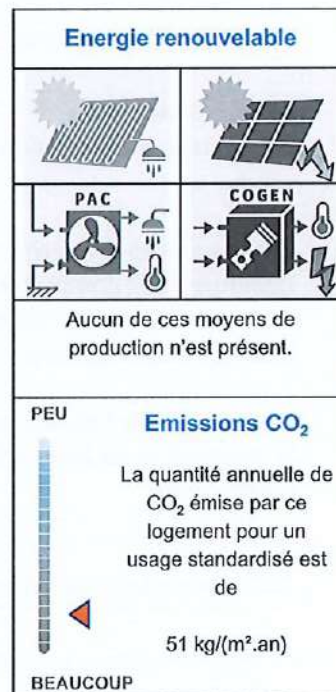 Energie renouvelable
PAC
COGEN
Aucun de ces moyens de
production n'est présent.
PEU
Emissions CO₂
La quantité annuelle de
CO₂ émise par ce
logement pour un
usage standardisé est
de
51 kg/(m².an)
BEAUCOUP